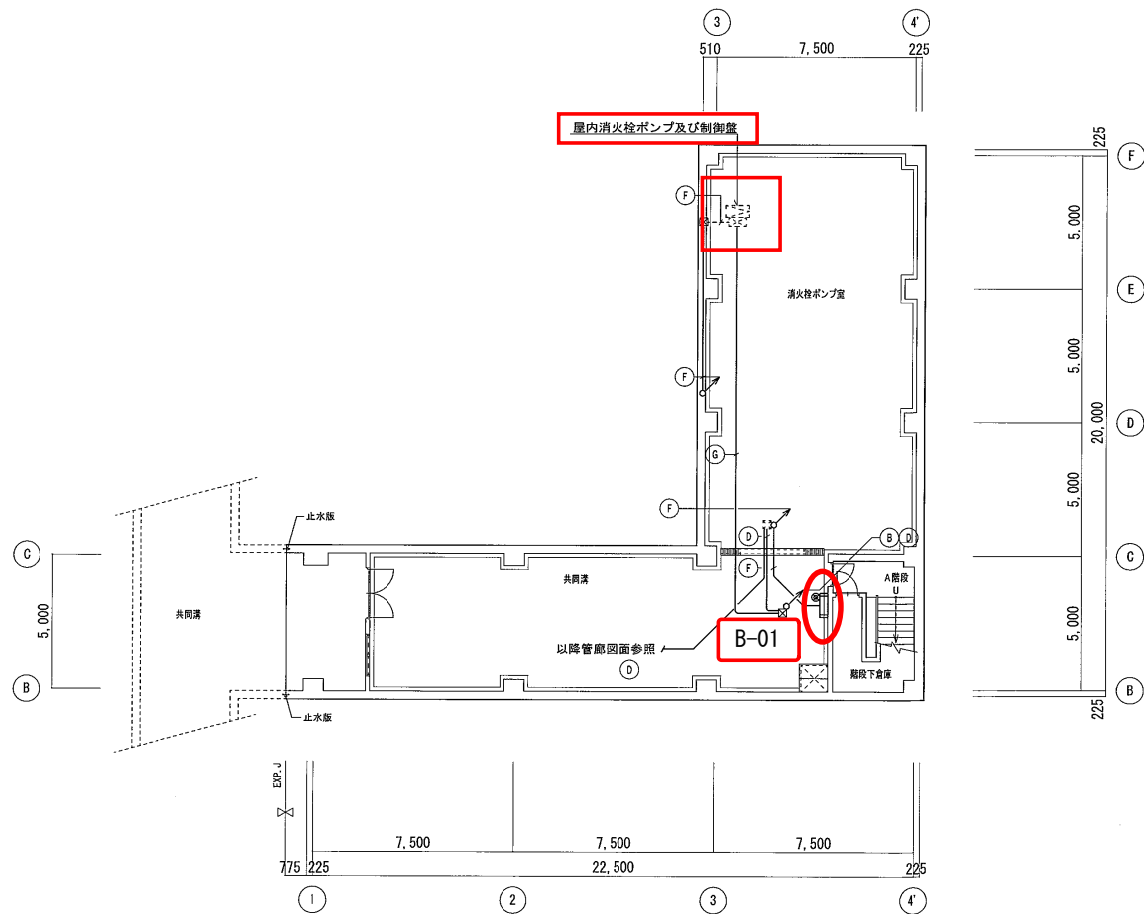 3
4'
510
7,500
225
屋内消火栓ポンプ及び制御盤
225
F
F
5,000
消火栓ポンプ室
E
F
5,000
20,000
D
G
F
5,000
止水版
D
B
D
C
C
共同溝
F
A階段
U
共同溝
5,000
B-01
5,000
以降管廊図面参照
D
階段下倉庫
B
B
止水版
225
EXP.J
7,500
7,500
7,500
775
225
22,500
225
1
2
3
4'